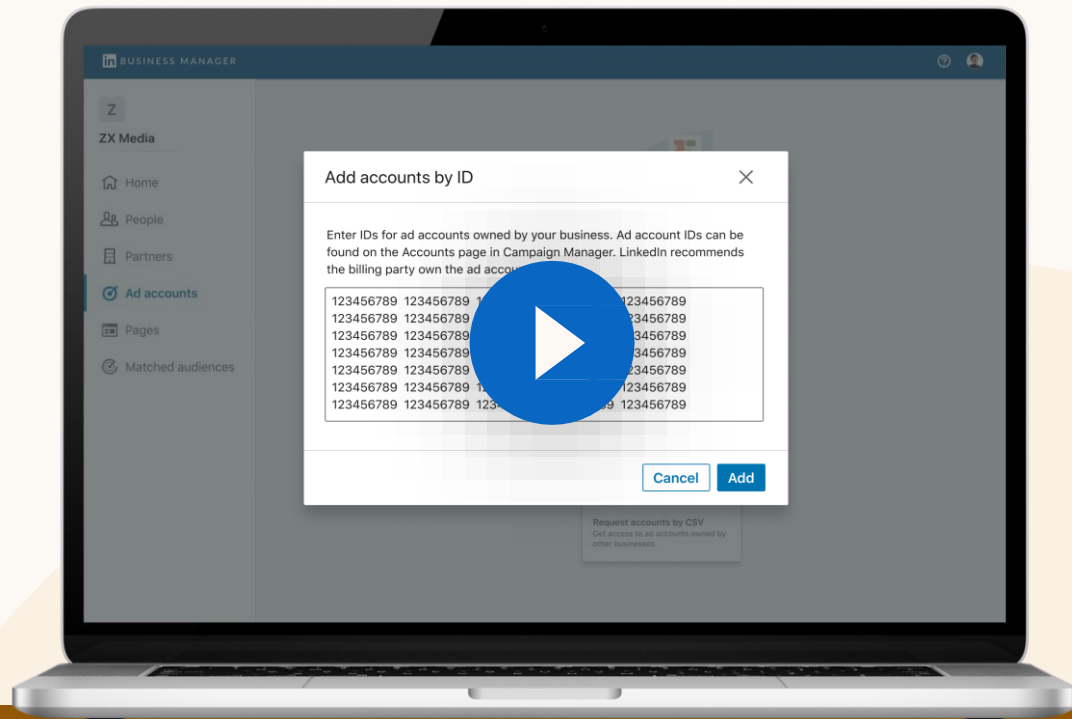 in BUSINESS MANAGER
Z
ZX Media
Home
People
Partners
Ad accounts
Pages
Matched audiences
Add accounts by ID
Enter IDs for ad accounts owned by your business. Ad account IDs can be
found on the Accounts page in Campaign Manager. LinkedIn recommends
the billing party own the ad
123456789 123456789 123456789
123456789 123456789
123456789 123456789
123456789 123456789
123456789 123456789
123456789 123456789 123456789
123456789 123456789 123456789
Cancel
Add
Request accounts by CSV
Get access to ad accounts owned by
other businesses